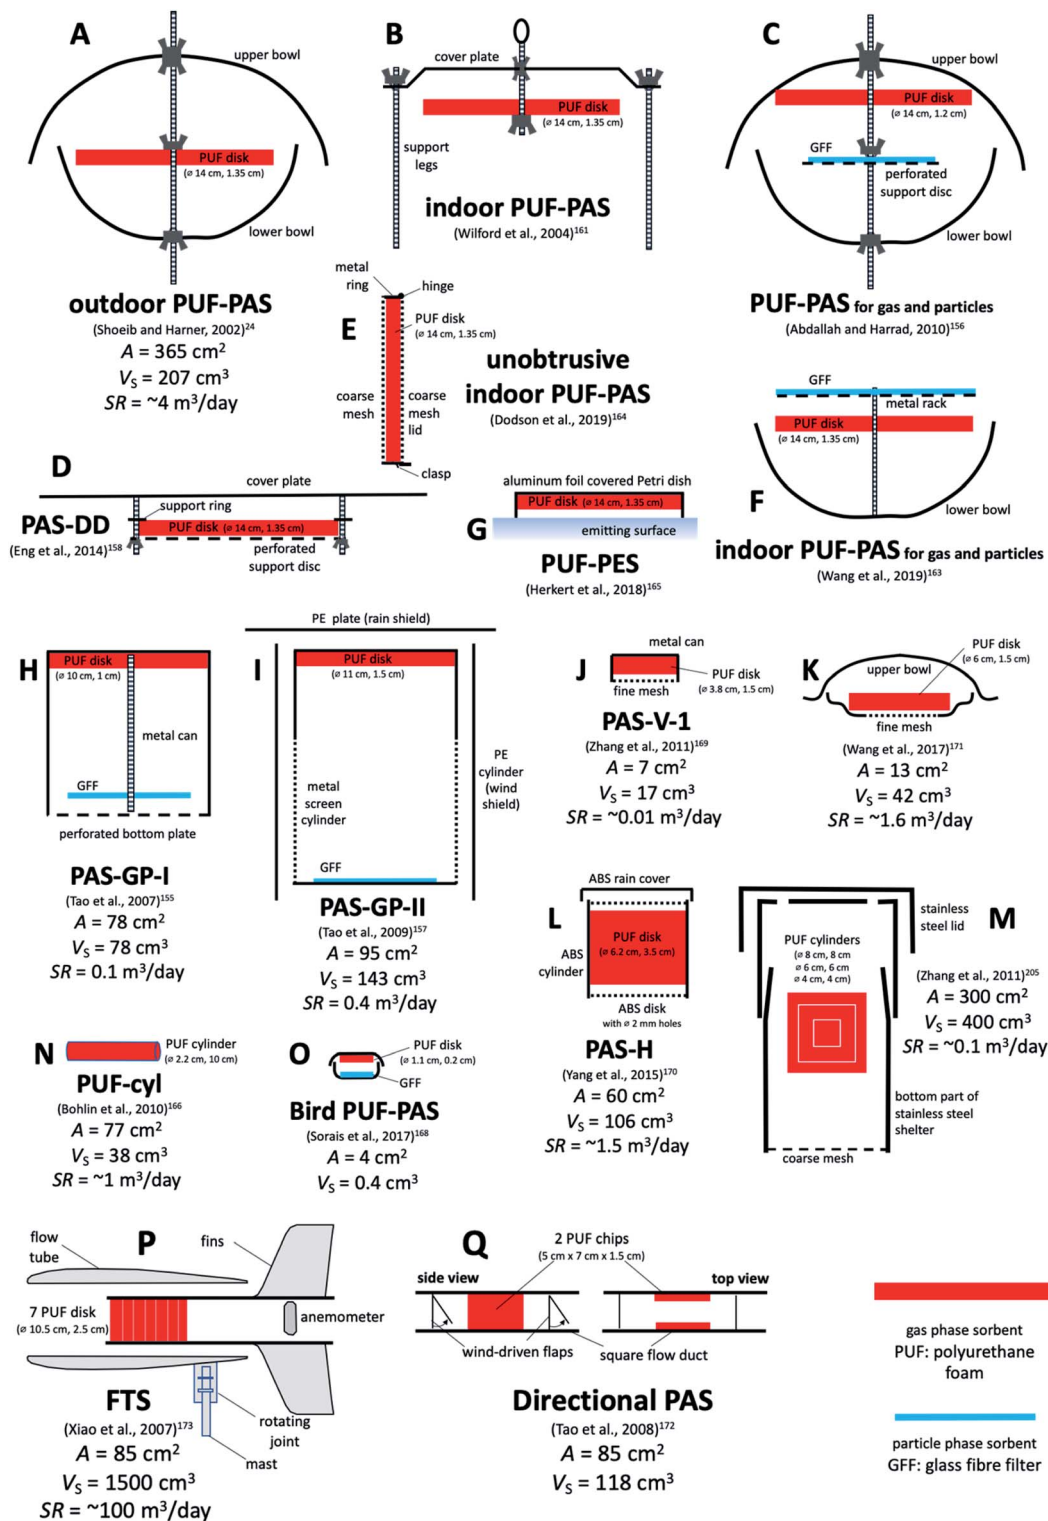 A
upper bowl
PUF disk
(ø 14 cm, 1.35 cm)
lower bowl
outdoor PUF-PAS
(Shoeib and Harner, 2002)24
A = 365 cm2
VS = 207 cm3
SR = ~4 m3/day
B
cover plate
PUF disk
(ø 14 cm, 1.35 cm)
support
legs
indoor PUF-PAS
(Wilford et al., 2004)161
C
upper bowl
PUF disk
(ø 14 cm, 1.2 cm)
GFF
perforated
support disc
lower bowl
PUF-PAS for gas and particles
(Abdallah and Harrad, 2010)156
metal
ring
hinge
E
PUF disk
(ø 14 cm, 1.35 cm)
coarse
mesh
coarse
mesh
lid
clasp
unobtrusive
indoor PUF-PAS
(Dodson et al., 2019)164
D
cover plate
support ring
PAS-DD
(Eng et al., 2014)158
PUF disk (ø 14 cm, 1.35 cm)
perforated
support disc
aluminum foil covered Petri dish
PUF disk (ø 14 cm, 1.35 cm)
G
emitting surface
PUF-PES
(Herkert et al., 2018)165
GFF
metal rack
PUF disk
(ø 14 cm, 1.35 cm)
F
lower bowl
indoor PUF-PAS for gas and particles
(Wang et al., 2019)163
H
PUF disk
(ø 10 cm, 1 cm)
metal can
GFF
perforated bottom plate
PAS-GP-I
(Tao et al., 2007)155
A = 78 cm2
VS = 78 cm3
SR = 0.1 m3/day
PE plate (rain shield)
I
PUF disk
(ø 11 cm, 1.5 cm)
metal
screen
cylinder
PE
cylinder
(wind
shield)
GFF
PAS-GP-II
(Tao et al., 2009)157
A = 95 cm2
VS = 143 cm3
SR = 0.4 m3/day
metal can
J
PUF disk
(ø 3.8 cm, 1.5 cm)
fine mesh
PAS-V-1
(Zhang et al., 2011)169
A = 7 cm2
VS = 17 cm3
SR = ~0.01 m3/day
K
PUF disk
(ø 6 cm, 1.5 cm)
upper bowl
fine mesh
(Wang et al., 2017)171
A = 13 cm2
VS = 42 cm3
SR = ~1.6 m3/day
ABS rain cover
L
PUF disk
(ø 6.2 cm, 3.5 cm)
ABS
cylinder
ABS disk
with ø 2 mm holes
PAS-H
(Yang et al., 2015)170
A = 60 cm2
VS = 106 cm3
SR = ~1.5 m3/day
stainless
steel lid
M
PUF cylinders
(ø 8 cm, 8 cm
ø 6 cm, 6 cm
ø 4 cm, 4 cm)
(Zhang et al., 2011)205
A = 300 cm2
VS = 400 cm3
SR = ~0.1 m3/day
bottom part of
stainless steel
shelter
coarse mesh
N
PUF cylinder
(ø 2.2 cm, 10 cm)
PUF-cyl
(Bohlin et al., 2010)166
A = 77 cm2
VS = 38 cm3
SR = ~1 m3/day
O
PUF disk
(ø 1.1 cm, 0.2 cm)
GFF
Bird PUF-PAS
(Sorais et al., 2017)168
A = 4 cm2
VS = 0.4 cm3
P
flow
tube
fins
7 PUF disk
(ø 10.5 cm, 2.5 cm)
anemometer
rotating
joint
mast
FTS
(Xiao et al., 2007)173
A = 85 cm2
VS = 1500 cm3
SR = ~100 m3/day
Q
2 PUF chips
(5 cm x 7 cm x 1.5 cm)
side view
top view
wind-driven flaps
square flow duct
Directional PAS
(Tao et al., 2008)172
A = 85 cm2
VS = 118 cm3
gas phase sorbent
PUF: polyurethane
foam
particle phase sorbent
GFF: glass fibre filter